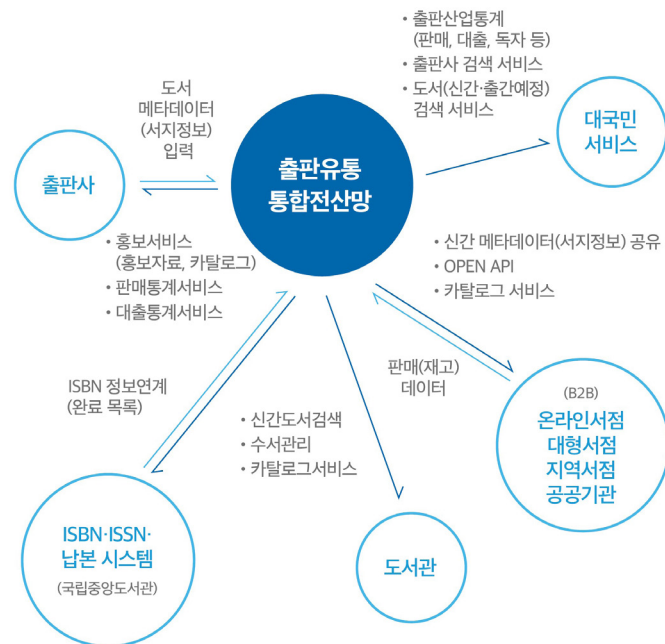 • 출판산업통계
(판매, 대출, 독자 등)
• 출판사 검색 서비스
• 도서(신간·출간예정)
검색 서비스
도서
메타데이터
(서지정보)
입력
대국민
서비스
출판사
출판유통
통합전산망
• 홍보서비스
(홍보자료, 카탈로그)
• 판매통계서비스
• 대출통계서비스
• 신간 메타데이터(서지정보) 공유
• OPEN API
• 카탈로그 서비스
ISBN 정보연계
(완료 목록)
판매(재고)
데이터
• 신간도서검색
• 수서관리
• 카탈로그서비스
(B2B)
온라인서점
대형서점
지역서점
공공기관
ISBN·ISSN·
납본 시스템
(국립중앙도서관)
도서관